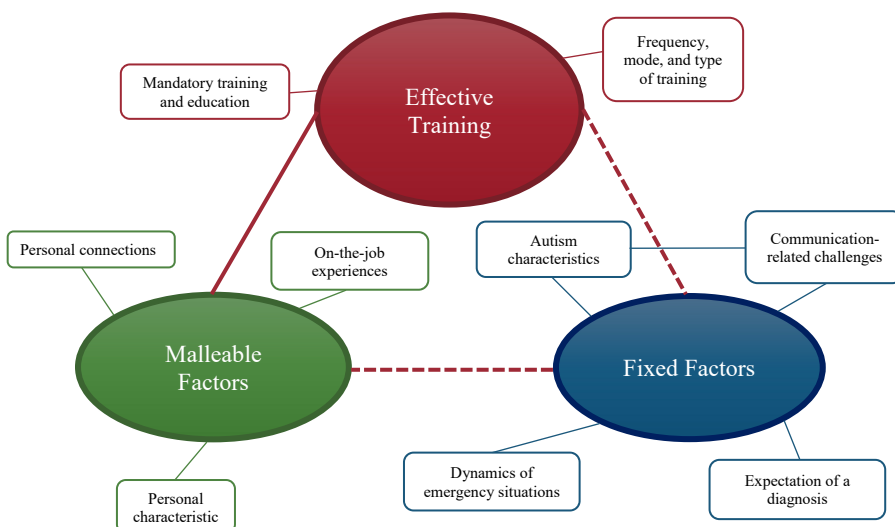 Frequency,
mode, and type
of training
Mandatory training
and education
Effective
Training
Personal connections
On-the-job
experiences
Autism
characteristics
Communication-
related challenges
Malleable
Factors
Fixed Factors
Dynamics of
emergency situations
Expectation of a
diagnosis
Personal
characteristic